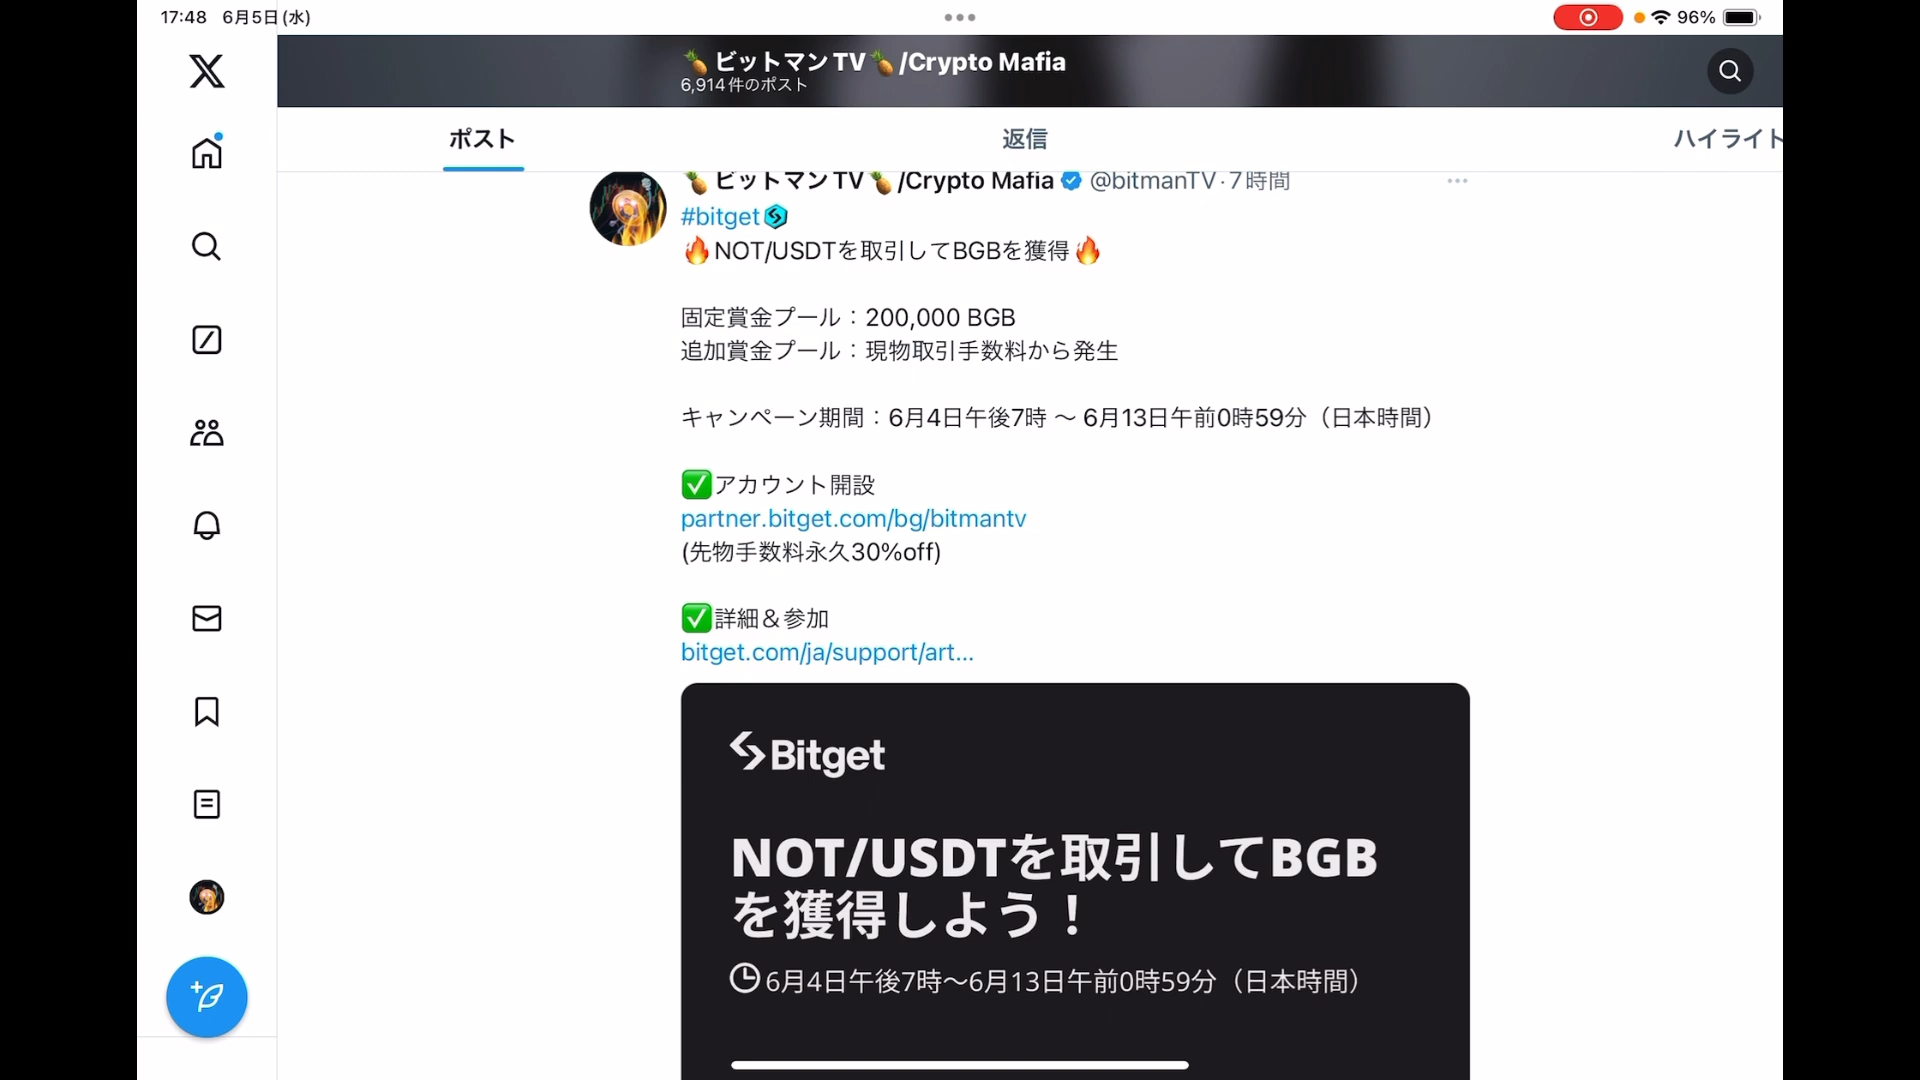 17:48 6月5日(水)
96%
🍍ビットマンTV🍍/Crypto Mafia
6,914件のポスト
ポスト
返信
ハイライト
🍍ビットマンTV🍍/Crypto Mafia @bitmanTV·7時間
#bitget
🔥NOT/USDTを取引してBGBを獲得🔥
固定賞金プール：200,000 BGB
追加賞金プール：現物取引手数料から発生
キャンペーン期間：6月4日午後7時 〜 6月13日午前0時59分（日本時間）
✅アカウント開設
partner.bitget.com/bg/bitmantv
(先物手数料永久30%off)
✅詳細＆参加
bitget.com/ja/support/art...
Bitget
NOT/USDTを取引してBGB
を獲得しよう！
6月4日午後7時〜6月13日午前0時59分（日本時間）